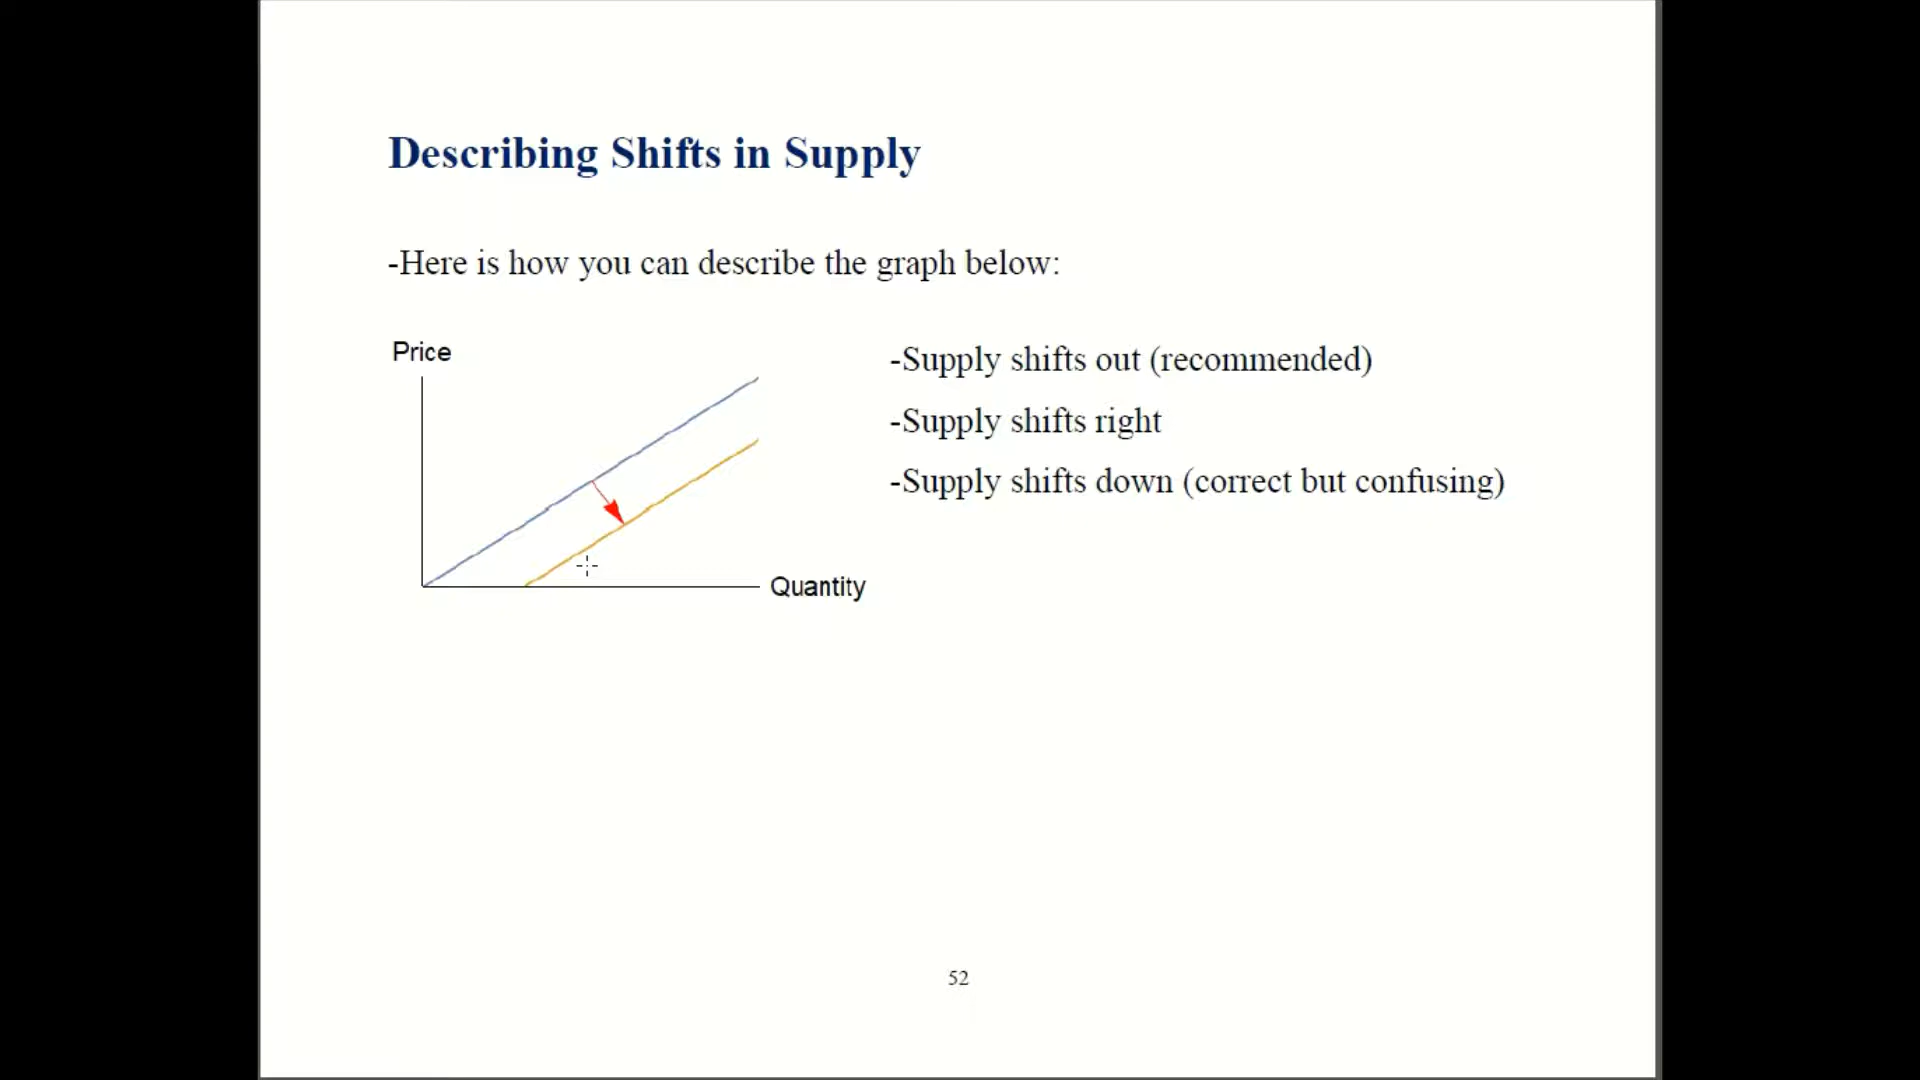 Describing Shifts in Supply
-Here is how you can describe the graph below:
Price
-Supply shifts out (recommended)
-Supply shifts right
-Supply shifts down (correct but confusing)
Quantity
52